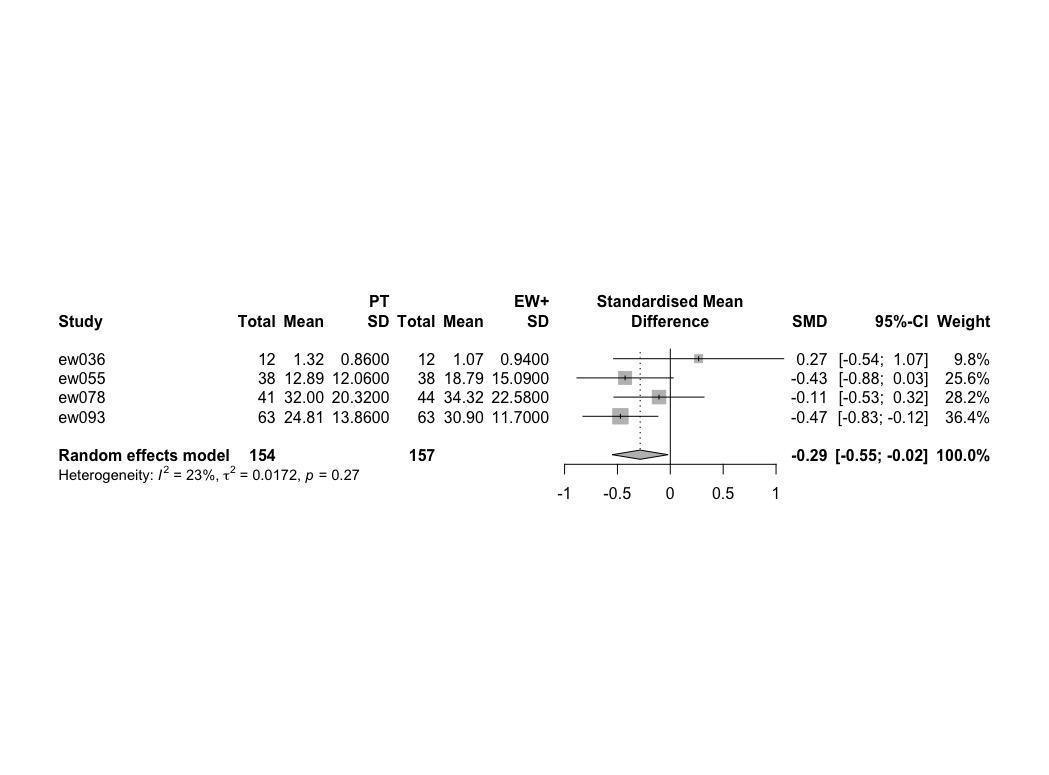 PT EW+ Standardised Mean
Study Total Mean SD Total Mean SD Difference SMD 95%-CI Weight
ew036 12 1.32 0.8600 12 1.07 0.9400 0.27 [-0.54; 1.07] 9.8%
ew055 38 12.89 12.0600 38 18.79 15.0900 -0.43 [-0.88; 0.03] 25.6%
ew078 41 32.00 20.3200 44 34.32 22.5800 -0.11 [-0.53; 0.32] 28.2%
ew093 63 24.81 13.8600 63 30.90 11.7000 -0.47 [-0.83; -0.12] 36.4%
Random effects model 154 157 -0.29 [-0.55; -0.02] 100.0%
Heterogeneity: I² = 23%, τ² = 0.0172, p = 0.27
-1 -0.5 0 0.5 1